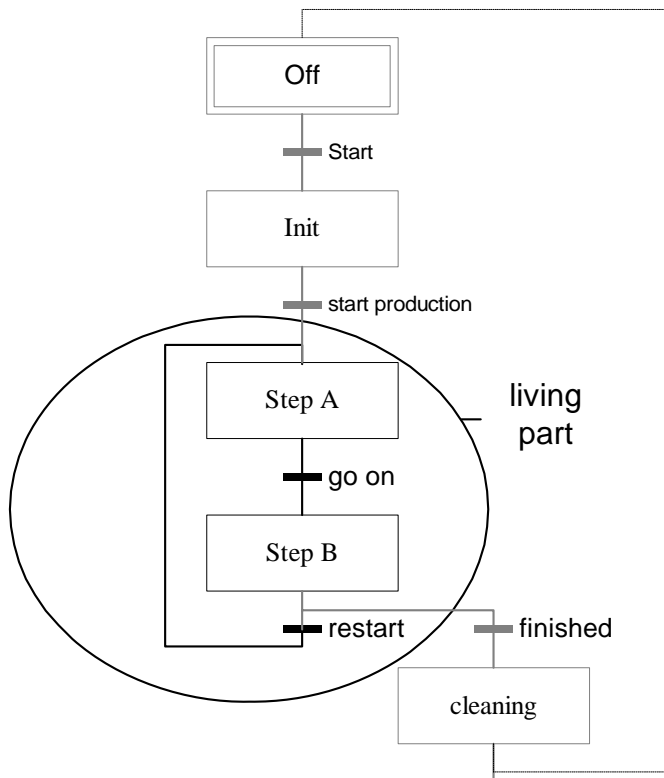 Off
Start
Init
start production
Step A
living
part
go on
Step B
restart
finished
cleaning